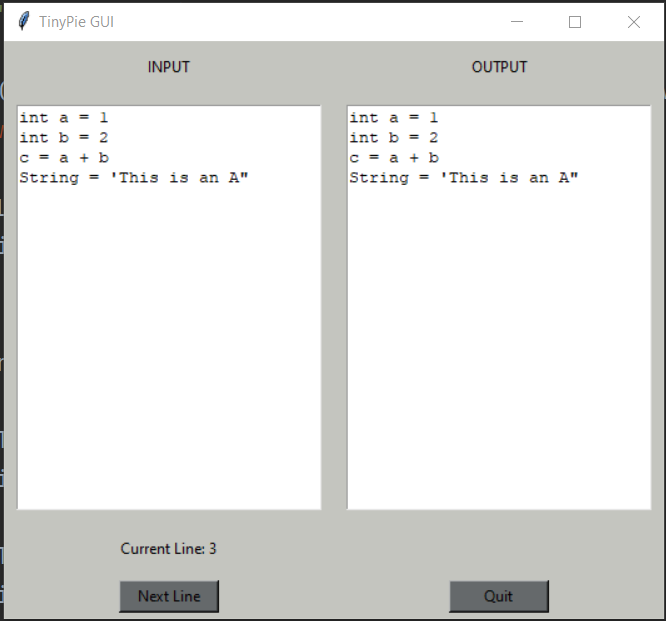 TinyPie GUI
INPUT
OUTPUT
int a = 1
int b = 2
c = a + b
String = 'This is an A"
int a = 1
int b = 2
c = a + b
String = 'This is an A"
Current Line: 3
Next Line
Quit